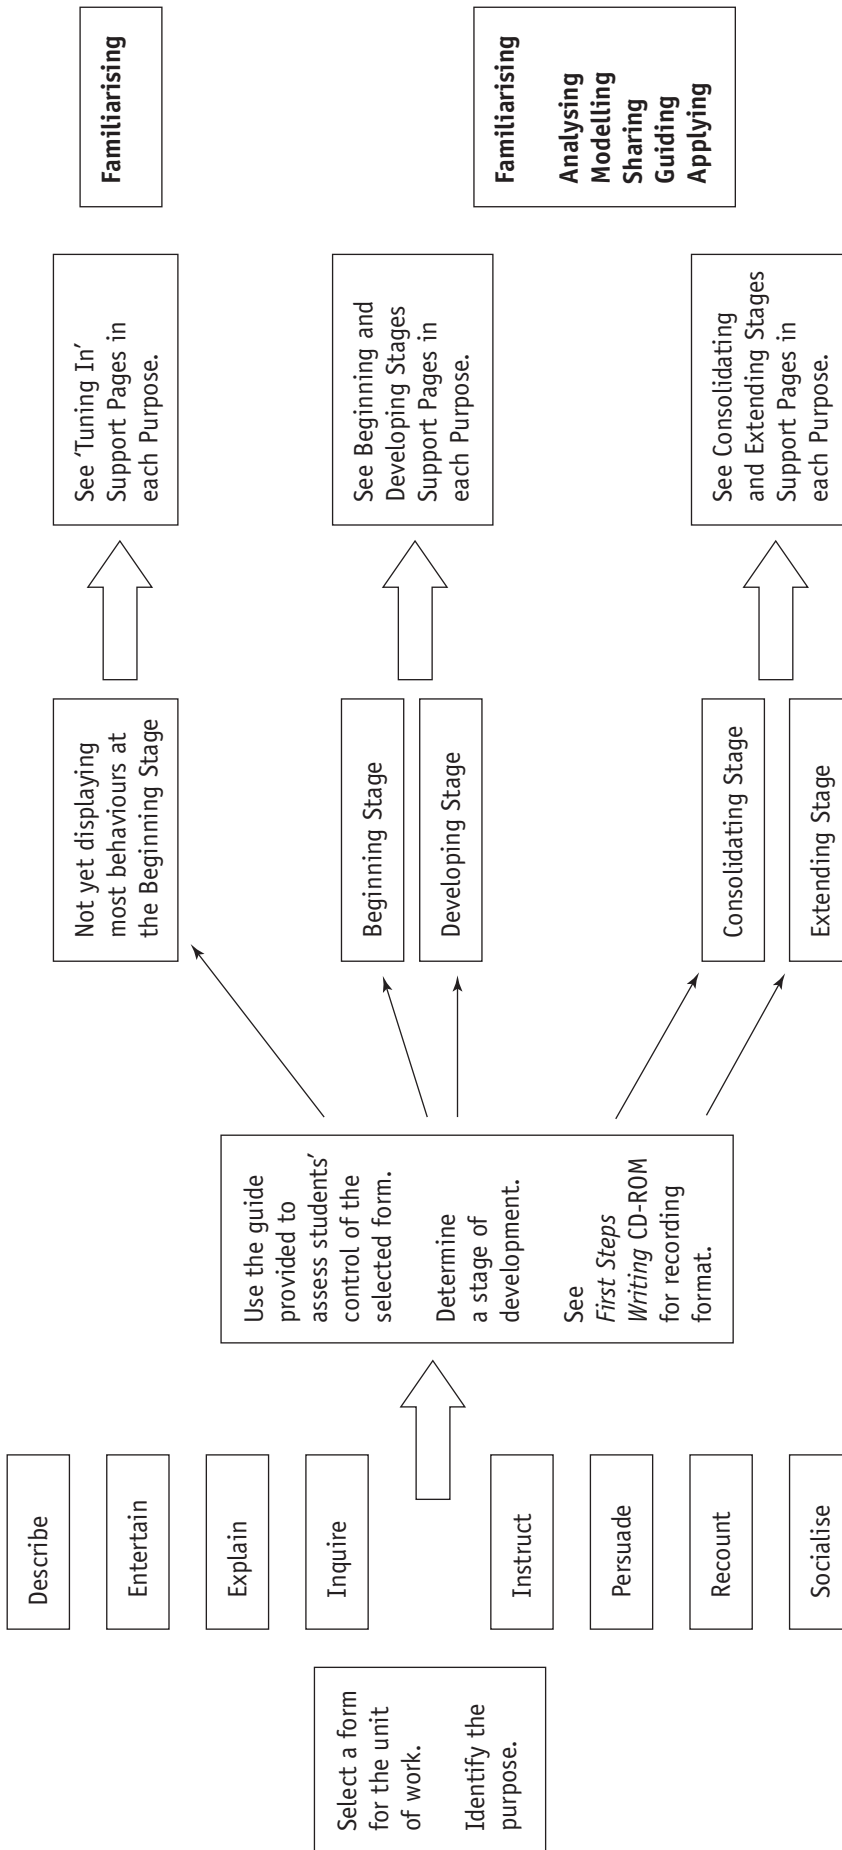 Select a form
for the unit
of work.
Identify the
purpose.
Describe
Entertain
Explain
Inquire
Instruct
Persuade
Recount
Socialise
Use the guide
provided to
assess students’
control of the
selected form.
Determine
a stage of
development.
See
First Steps
Writing CD-ROM
for recording
format.
Not yet displaying
most behaviours at
the Beginning Stage
Beginning Stage
Developing Stage
Consolidating Stage
Extending Stage
See ‘Tuning In’
Support Pages in
each Purpose.
See Beginning and
Developing Stages
Support Pages in
each Purpose.
See Consolidating
and Extending Stages
Support Pages in
each Purpose.
Familiarising
Familiarising
Analysing
Modelling
Sharing
Guiding
Applying